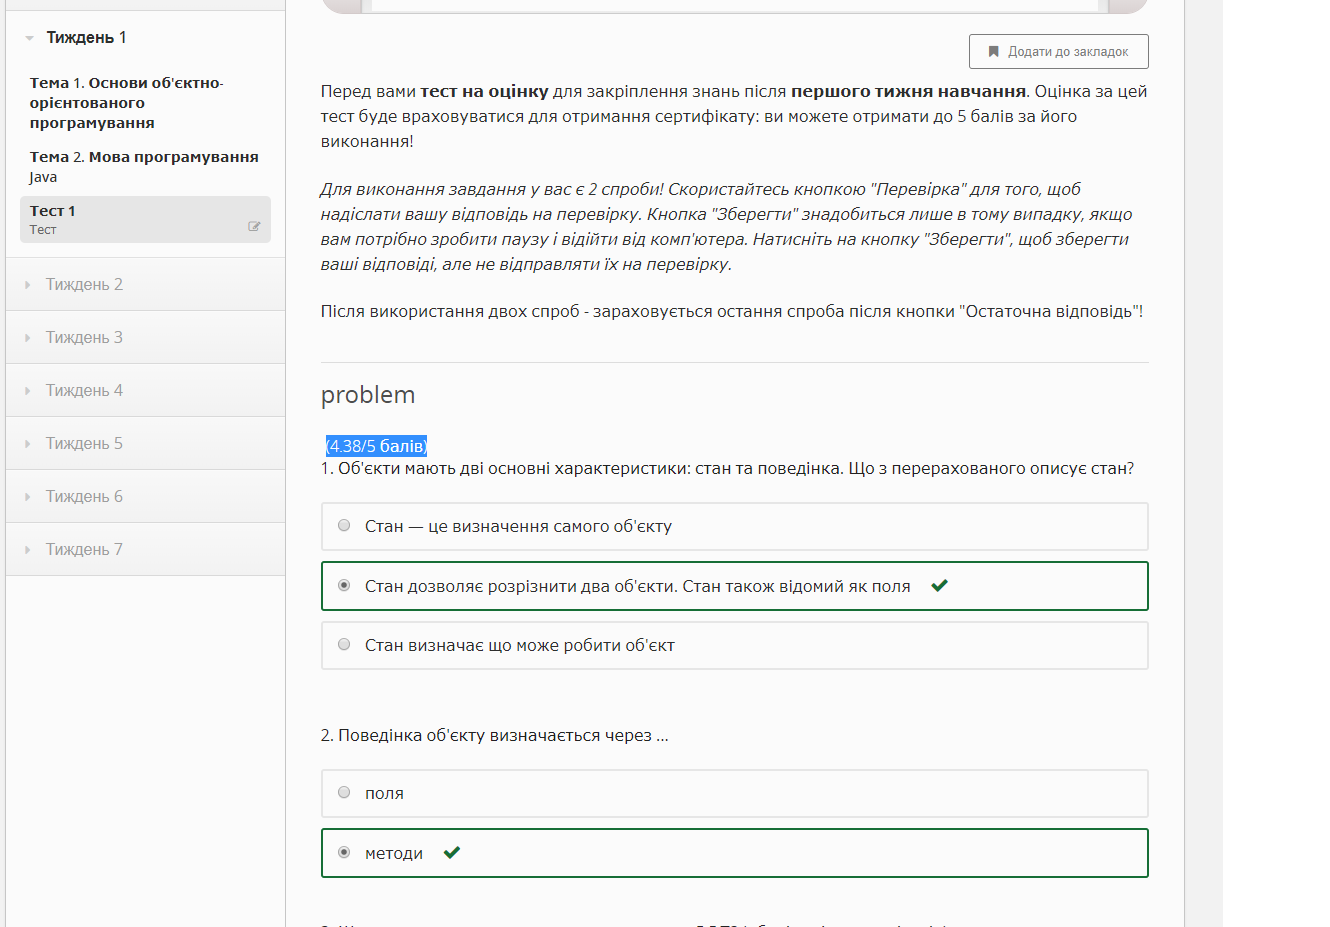 Тиждень 1
Тема 1. Основи об'єктно-
орієнтованого
програмування
Тема 2. Мова програмування
Java
Тест 1
Тест
Тиждень 2
Тиждень 3
Тиждень 4
Тиждень 5
Тиждень 6
Тиждень 7
Додати до закладок
Перед вами тест на оцінку для закріплення знань після першого тижня навчання. Оцінка за цей
тест буде враховуватися для отримання сертифікату: ви можете отримати до 5 балів за його
виконання!
Для виконання завдання у вас є 2 спроби! Скористайтесь кнопкою "Перевірка" для того, щоб
надіслати вашу відповідь на перевірку. Кнопка "Зберегти" знадобиться лише в тому випадку, якщо
вам потрібно зробити паузу і відійти від комп'ютера. Натисніть на кнопку "Зберегти", щоб зберегти
ваші відповіді, але не відправляти їх на перевірку.
Після використання двох спроб - зараховується остання спроба після кнопки "Остаточна відповідь"!
problem
(4.38/5 балів)
1. Об'єкти мають дві основні характеристики: стан та поведінка. Що з перерахованого описує стан?
Стан — це визначення самого об'єкту
Стан дозволяє розрізнити два об'єкти. Стан також відомий як поля
Стан визначає що може робити об'єкт
2. Поведінка об'єкту визначається через ...
поля
методи